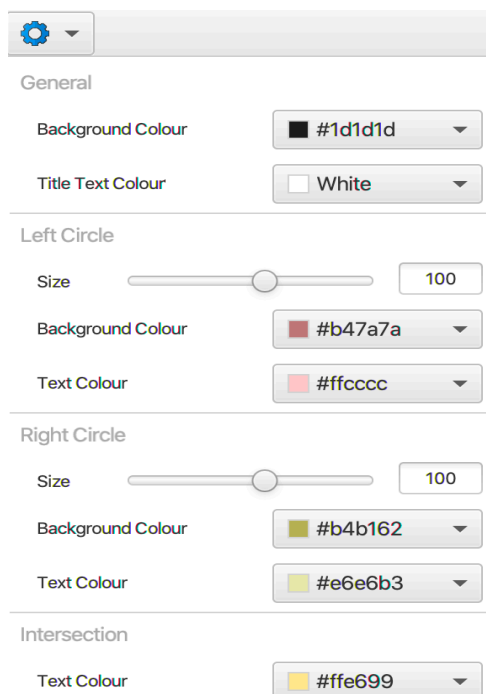 General
Background Colour #1d1d1d
Title Text Colour White
Left Circle
Size 100
Background Colour #b47a7a
Text Colour #ffcccc
Right Circle
Size 100
Background Colour #b4b162
Text Colour #e6e6b3
Intersection
Text Colour #ffe699